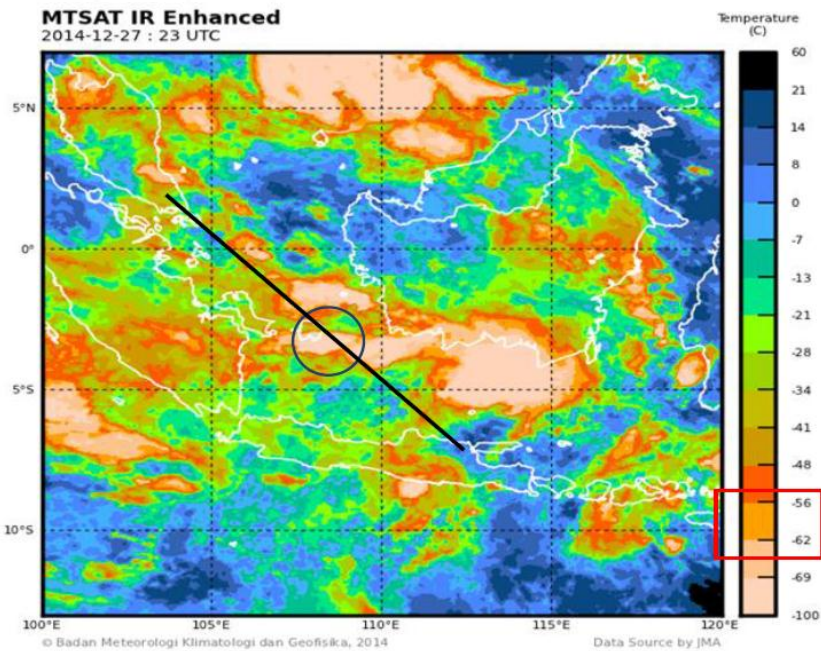 MTSAT IR Enhanced
2014-12-27 : 23 UTC
Temperature
(C)
60
21
14
8
0
-7
-13
-21
-28
-34
-41
-48
-56
-62
-69
-100
5°N
0°
5°S
10°S
100°E
105°E
110°E
115°E
120°E
© Badan Meteorologi Klimatologi dan Geofisika, 2014
Data Source by JMA